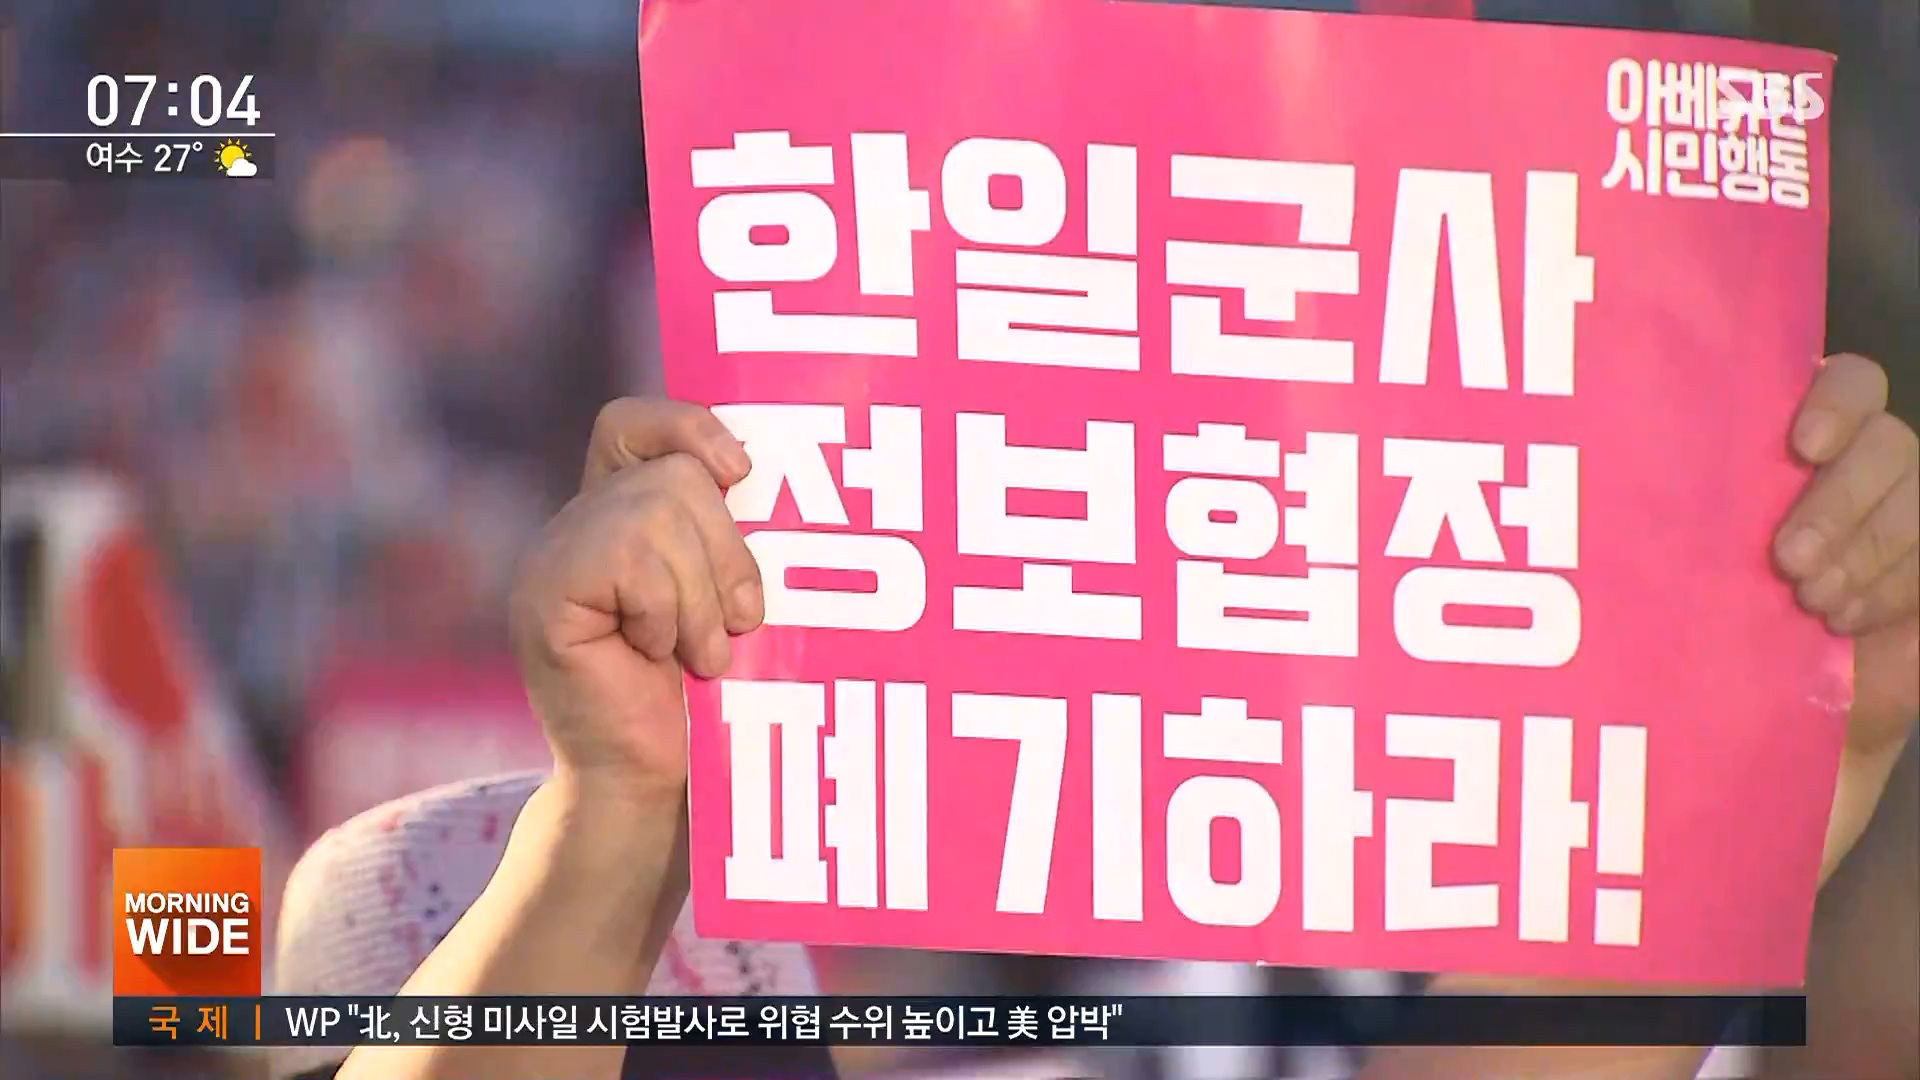 07:04
여수 27°
아베규탄
시민행동
SBS
한일군사
정보협정
폐기하라!
MORNING
WIDE
국제 | WP "北, 신형 미사일 시험발사로 위협 수위 높이고 美 압박"